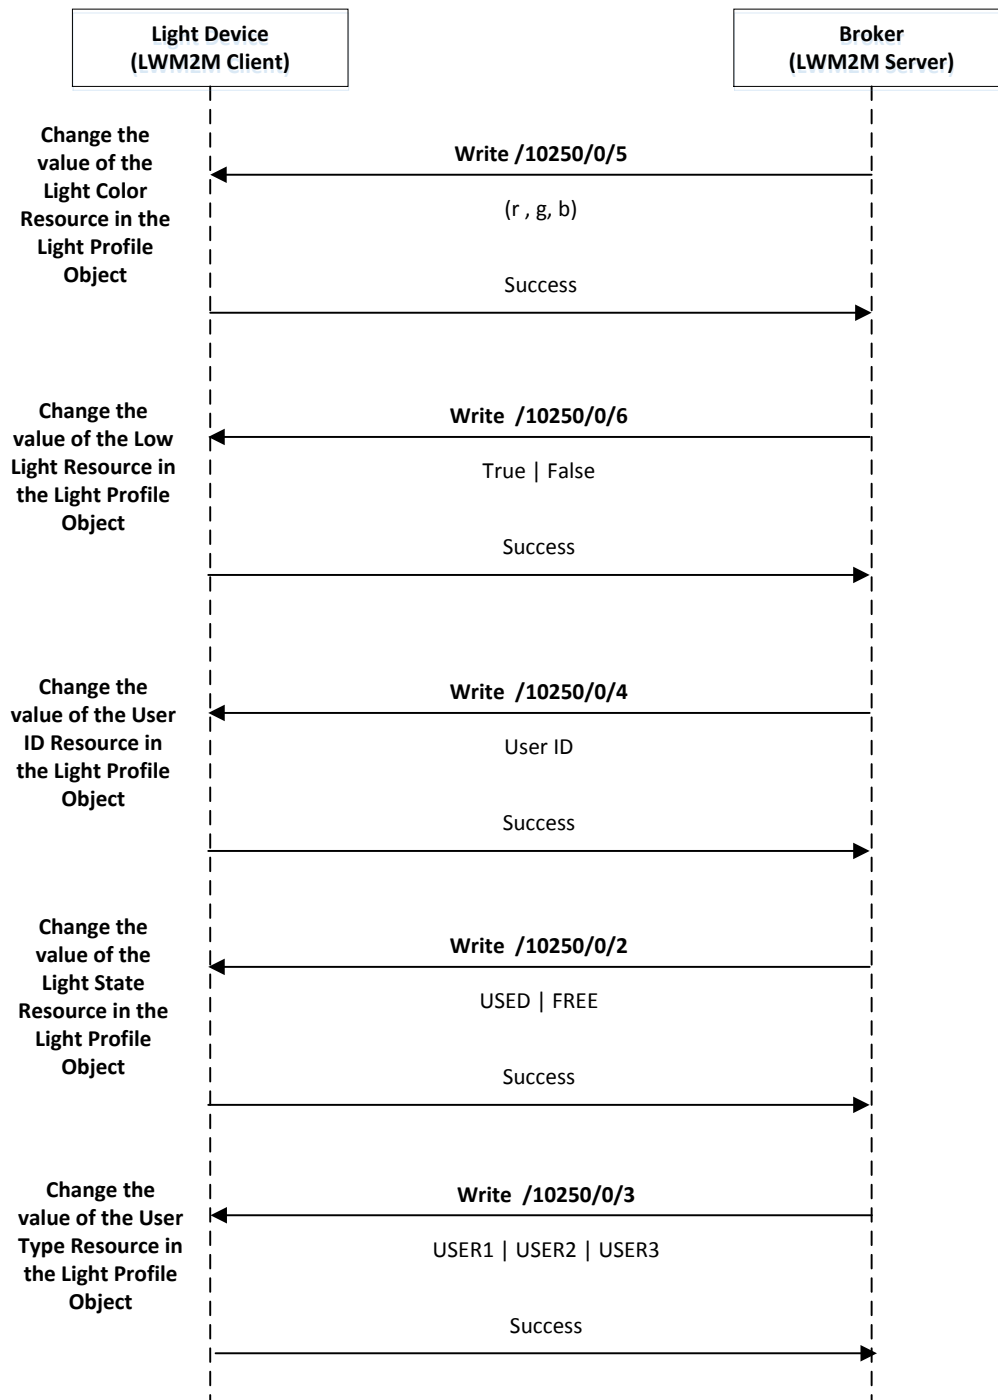 Light Device
(LWM2M Client)
Broker
(LWM2M Server)
Change the
value of the
Light Color
Resource in the
Light Profile
Object
Write /10250/0/5
(r , g, b)
Success
Change the
value of the Low
Light Resource in
the Light Profile
Object
Write  /10250/0/6
True | False
Success
Change the
value of the User
ID Resource in
the Light Profile
Object
Write  /10250/0/4
User ID
Success
Change the
value of the
Light State
Resource in the
Light Profile
Object
Write  /10250/0/2
USED | FREE
Success
Change the
value of the User
Type Resource in
the Light Profile
Object
Write  /10250/0/3
USER1 | USER2 | USER3
Success